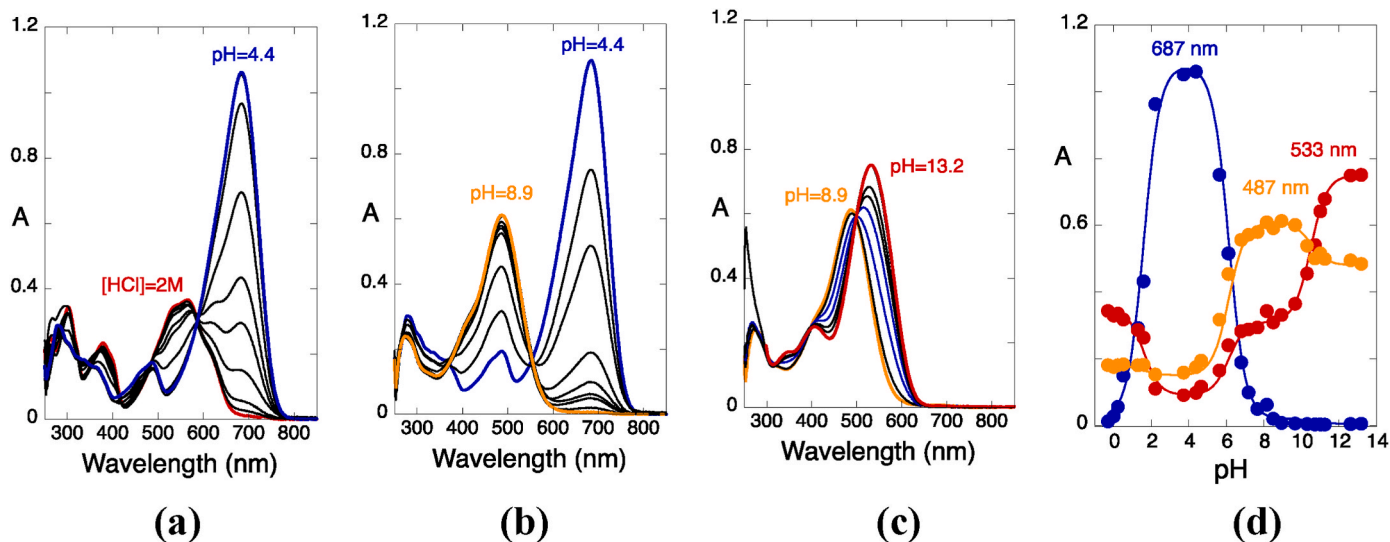 1.2
pH=4.4
0.8
A
0.4
[HCl]=2M
0
300 400 500 600 700 800
Wavelength (nm)
(a)
1.2
pH=4.4
0.8
pH=8.9
A
0.4
0
300 400 500 600 700 800
Wavelength (nm)
(b)
1.2
0.8
pH=13.2
pH=8.9
A
0.4
0
300 400 500 600 700 800
Wavelength (nm)
(c)
1.2
687 nm
A
533 nm
487 nm
0.6
0
0 2 4 6 8 10 12 14
pH
(d)